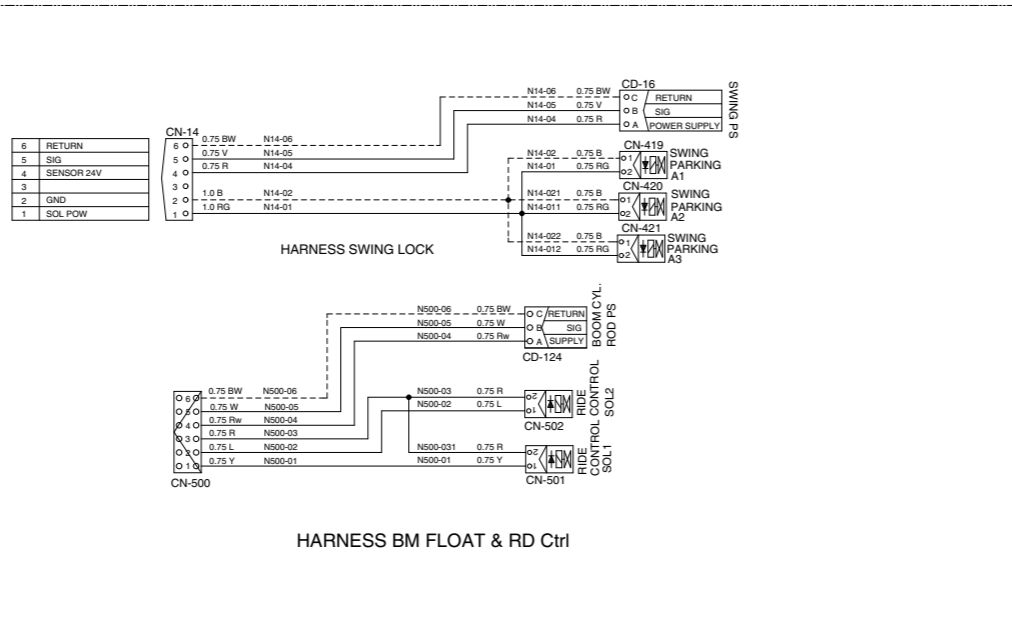 CD-16
N14-06 0.75 BW C RETURN
N14-05 0.75 V B SIG
N14-04 0.75 R A POWER SUPPLY
SWING PS
CN-14
6 RETURN
5 SIG
4 SENSOR 24V
3
2 GND
1 SOL POW
6 0.75 BW N14-06
5 0.75 V N14-05
4 0.75 R N14-04
3
2 1.0 B N14-02
1 1.0 RG N14-01
CN-419
N14-02 0.75 B 1
N14-01 0.75 RG 2
SWING
PARKING
A1
CN-420
N14-021 0.75 B 1
N14-011 0.75 RG 2
SWING
PARKING
A2
CN-421
N14-022 0.75 B 1
N14-012 0.75 RG 2
SWING
PARKING
A3
HARNESS SWING LOCK
N500-06 0.75 BW C RETURN
N500-05 0.75 W B SIG
N500-04 0.75 Rw A SUPPLY
CD-124
BOOM CYL.
ROD PS
6 0.75 BW N500-06
5 0.75 W N500-05
4 0.75 Rw N500-04
3 0.75 R N500-03
2 0.75 L N500-02
1 0.75 Y N500-01
CN-500
N500-03 0.75 R 2
N500-02 0.75 L 1
CN-502
RIDE CONTROL
SOL2
N500-031 0.75 R 2
N500-01 0.75 Y 1
CN-501
RIDE
CONTROL
SOL1
HARNESS BM FLOAT & RD Ctrl